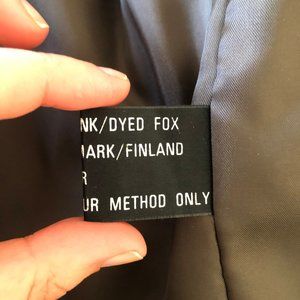 NK/DYED FOX
MARK/FINLAND
R
UR METHOD ONLY